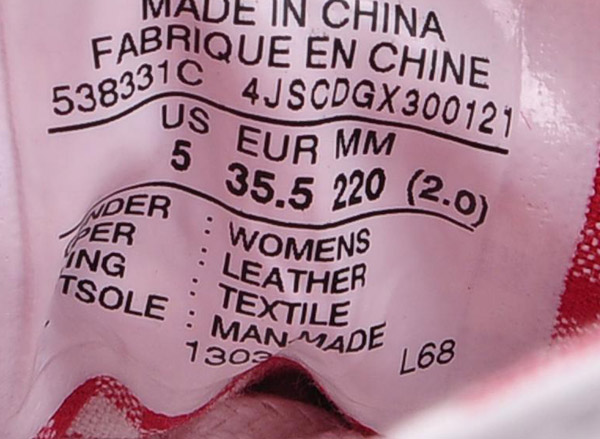 MADE IN CHINA
FABRIQUE EN CHINE
538331C 4JSCDGX300121
US EUR MM
5 35.5 220 (2.0)
NDER : WOMENS
PER : LEATHER
ING : TEXTILE
TSOLE : MAN-MADE
1303 L68